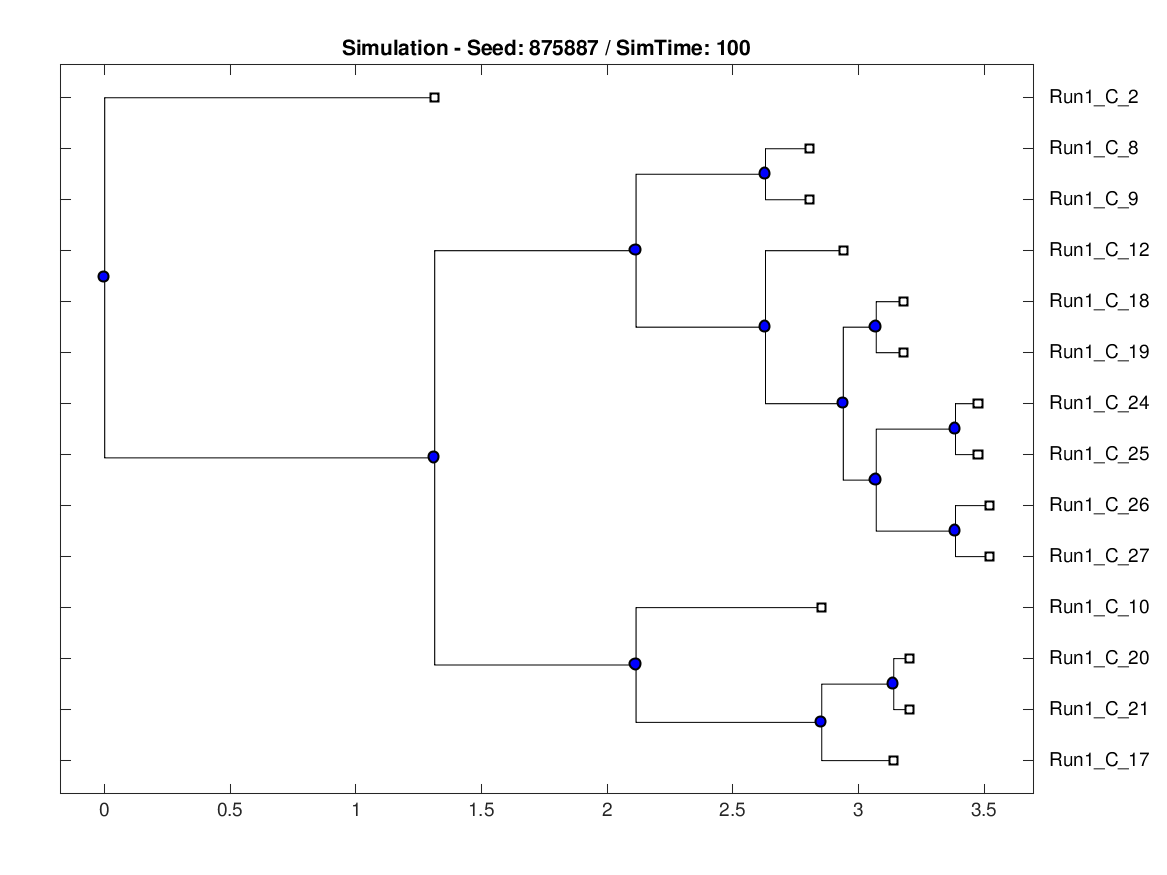 Simulation - Seed: 875887 / SimTime: 100
Run1_C_2
Run1_C_8
Run1_C_9
Run1_C_12
Run1_C_18
Run1_C_19
Run1_C_24
Run1_C_25
Run1_C_26
Run1_C_27
Run1_C_10
Run1_C_20
Run1_C_21
Run1_C_17
0 0.5 1 1.5 2 2.5 3 3.5